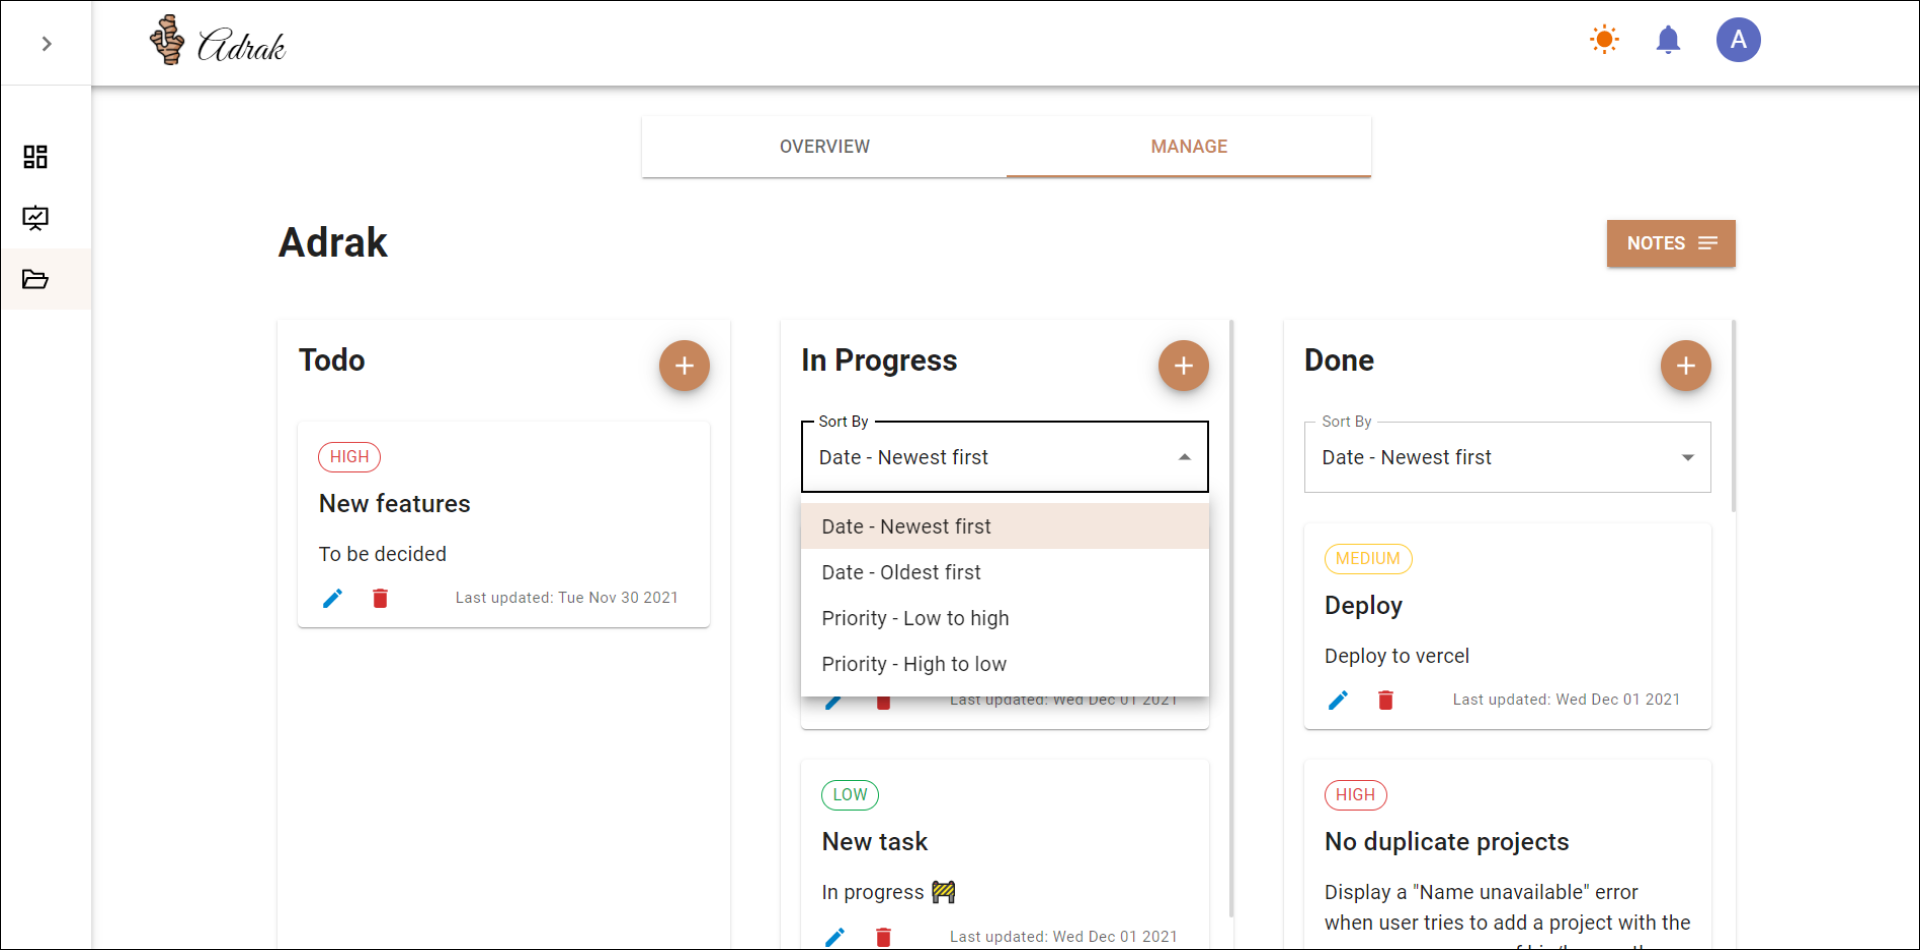 Adrak
A
OVERVIEW
MANAGE
Adrak
NOTES
Todo
HIGH
New features
To be decided
Last updated: Tue Nov 30 2021
In Progress
Sort By
Date - Newest first
Date - Newest first
Date - Oldest first
Priority - Low to high
Priority - High to low
Last updated: Wed Dec 01 2021
LOW
New task
In progress 🚧
Last updated: Wed Dec 01 2021
Done
Sort By
Date - Newest first
MEDIUM
Deploy
Deploy to vercel
Last updated: Wed Dec 01 2021
HIGH
No duplicate projects
Display a "Name unavailable" error
when user tries to add a project with the